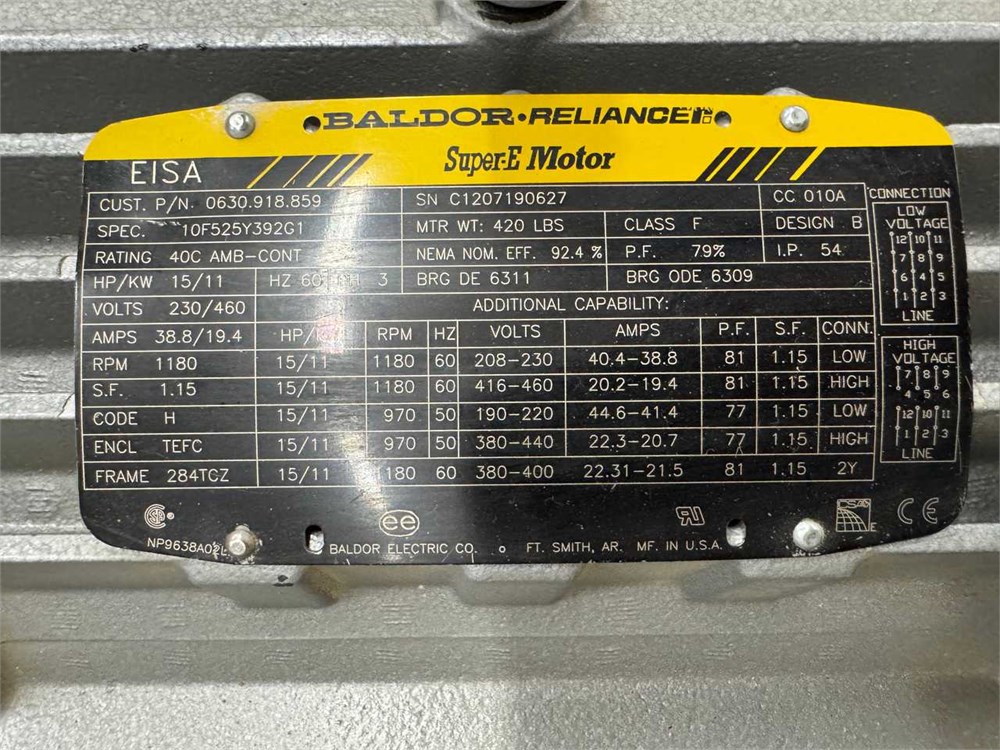 BALDOR•RELIANCER
Super-E Motor
EISA
CUST. P/N 0630.918.859 SN C1207190627 CC 010A
SPEC. 10F525Y392G1 MTR WT: 420 LBS CLASS F DESIGN B
RATING 40C AMB-CONT NEMA NOM. EFF. 92.4 % P.F. 79% I.P. 54
HP/KW 15/11 HZ 60 3 BRG DE 6311 BRG ODE 6309
VOLTS 230/460 ADDITIONAL CAPABILITY:
AMPS 38.8/19.4 RPM HZ VOLTS AMPS P.F. S.F. CONN.
RPM 1180 15/11 1180 60 208-230 40.4-38.8 81 1.15 LOW
S.F. 1.15 15/11 1180 60 416-460 20.2-19.4 81 1.15 HIGH
CODE H 15/11 970 50 190-220 44.6-41.4 77 1.15 LOW
ENCL TEFC 15/11 970 50 380-440 22.3-20.7 77 1.15 HIGH
FRAME 284TCZ 15/11 1180 60 380-400 22.31-21.5 81 1.15 2Y
CONNECTION
LOW
VOLTAGE
12 10 11
7 8 9
6 4 5
1 2 3
LINE
HIGH
VOLTAGE
7 8 9
4 5 6
12 10 11
1 2 3
LINE
ee
CE
BALDOR ELECTRIC CO. FT. SMITH, AR. MF. IN U.S.A.